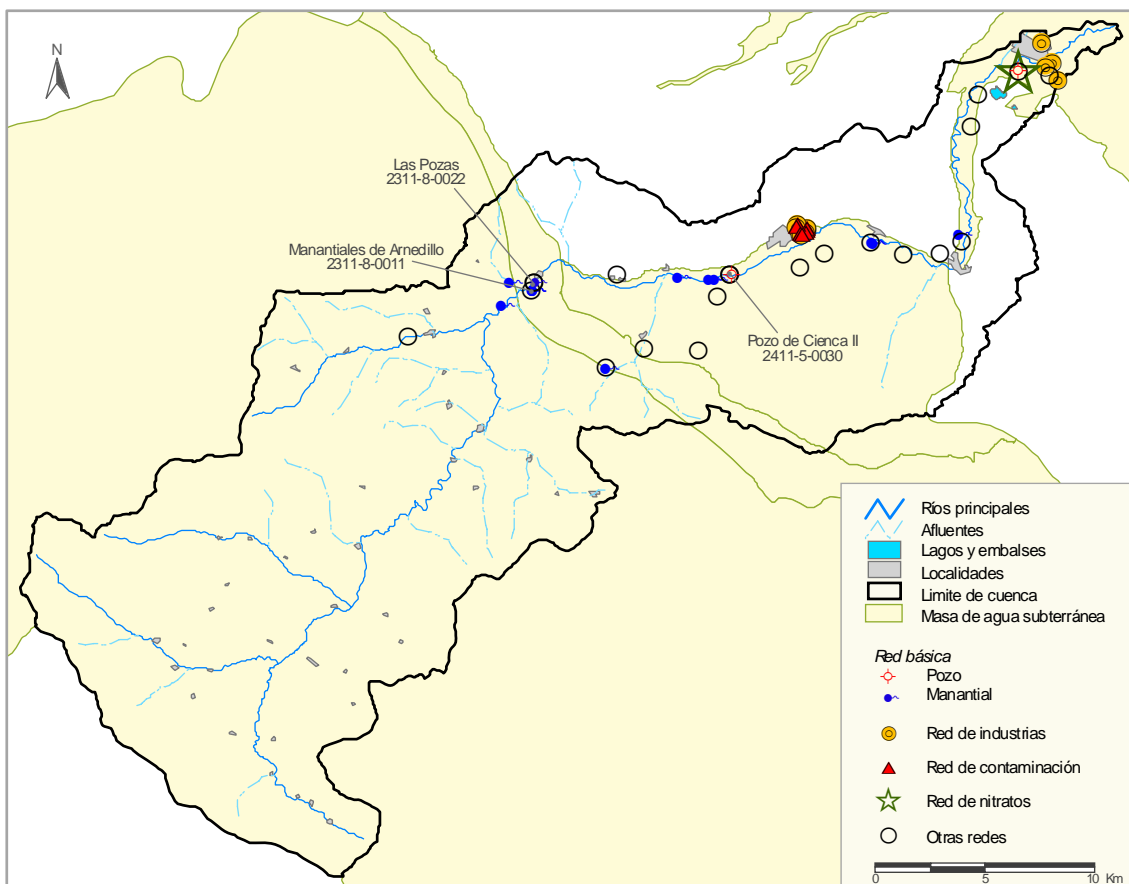 N
Las Pozas
2311-8-0022
Manantiales de Arnedillo
2311-8-0011
Pozo de Cienca II
2411-5-0030
Ríos principales
Afluentes
Lagos y embalses
Localidades
Limite de cuenca
Masa de agua subterránea
Red básica
Pozo
Manantial
Red de industrias
Red de contaminación
Red de nitratos
Otras redes
0 5 10 Km